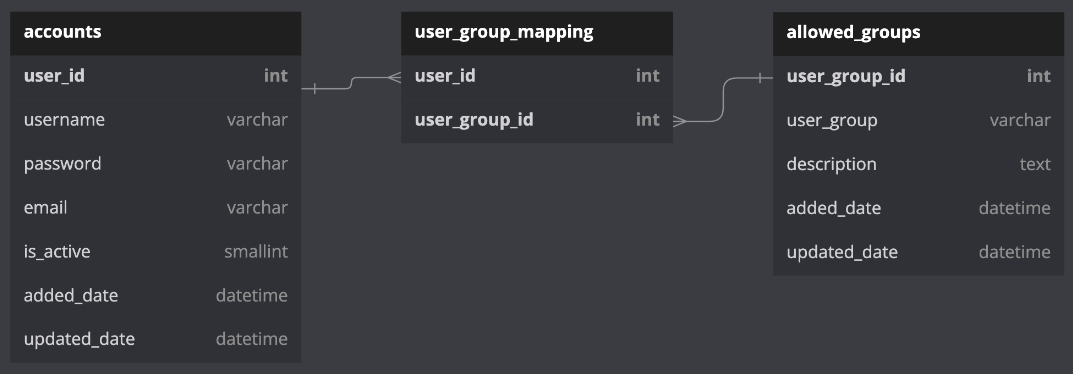 accounts
user_id int
username varchar
password varchar
email varchar
is_active smallint
added_date datetime
updated_date datetime
user_group_mapping
user_id int
user_group_id int
allowed_groups
user_group_id int
user_group varchar
description text
added_date datetime
updated_date datetime